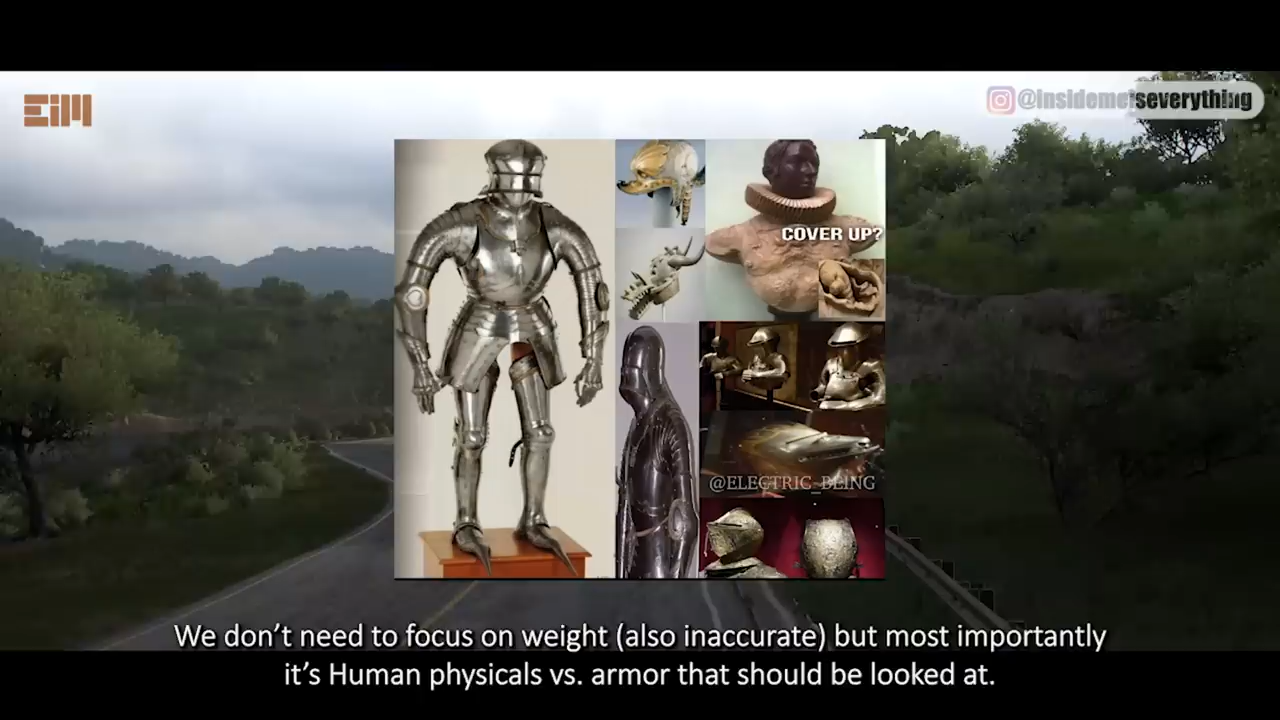 EiM
@insidemeiseverything
COVER UP?
@ELECTRIC_BEING
We don't need to focus on weight (also inaccurate) but most importantly
it's Human physicals vs. armor that should be looked at.